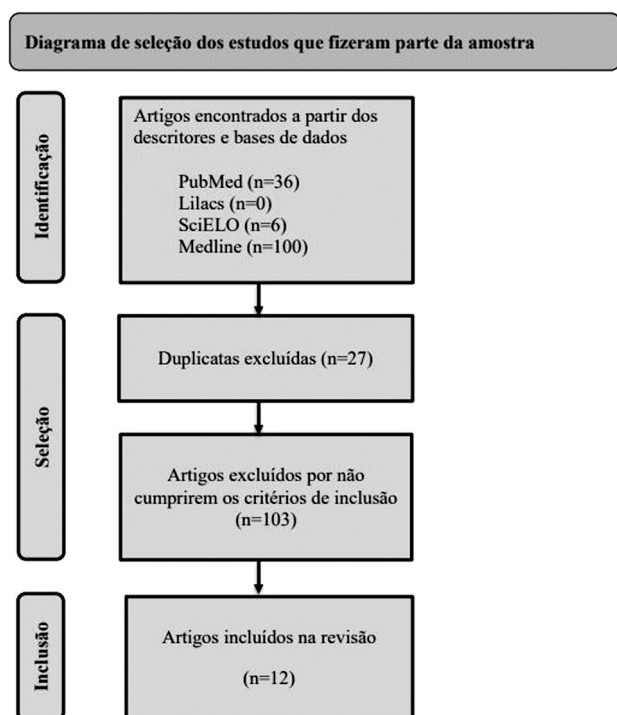 Diagrama de seleção dos estudos que fizeram parte da amostra
Identificação
Artigos encontrados a partir dos
descritores e bases de dados
PubMed (n=36)
Lilacs (n=0)
SciELO (n=6)
Medline (n=100)
Seleção
Duplicatas excluídas (n=27)
Artigos excluídos por não
cumprirem os critérios de inclusão
(n=103)
Inclusão
Artigos incluídos na revisão
(n=12)